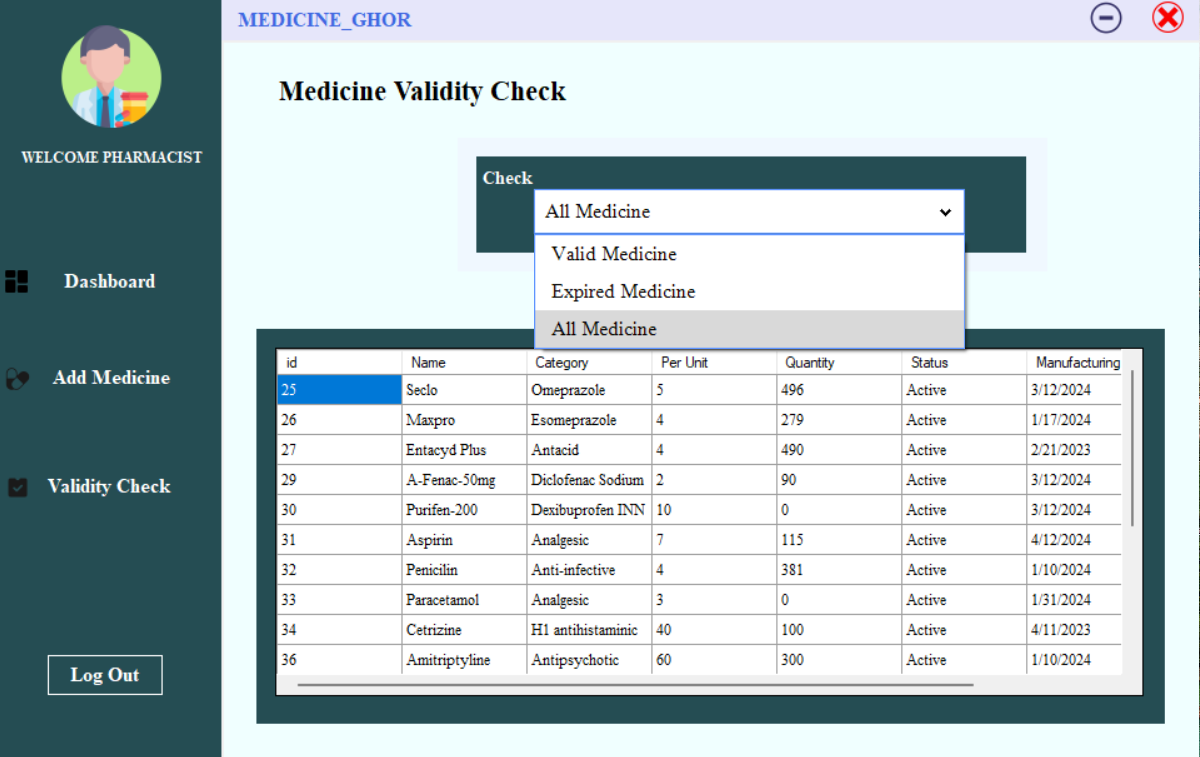 MEDICINE_GHOR
Medicine Validity Check
WELCOME PHARMACIST
Dashboard
Add Medicine
Validity Check
Log Out
Check
All Medicine
Valid Medicine
Expired Medicine
All Medicine
id Name Category Per Unit Quantity Status Manufacturing
25 Seclo Omeprazole 5 496 Active 3/12/2024
26 Maxpro Esomeprazole 4 279 Active 1/17/2024
27 Entacyd Plus Antacid 4 490 Active 2/21/2023
29 A-Fenac-50mg Diclofenac Sodium 2 90 Active 3/12/2024
30 Purifen-200 Dexibuprofen INN 10 0 Active 3/12/2024
31 Aspirin Analgesic 7 115 Active 4/12/2024
32 Penicilin Anti-infective 4 381 Active 1/10/2024
33 Paracetamol Analgesic 3 0 Active 1/31/2024
34 Cetrizine H1 antihistaminic 40 100 Active 4/11/2023
36 Amitriptyline Antipsychotic 60 300 Active 1/10/2024